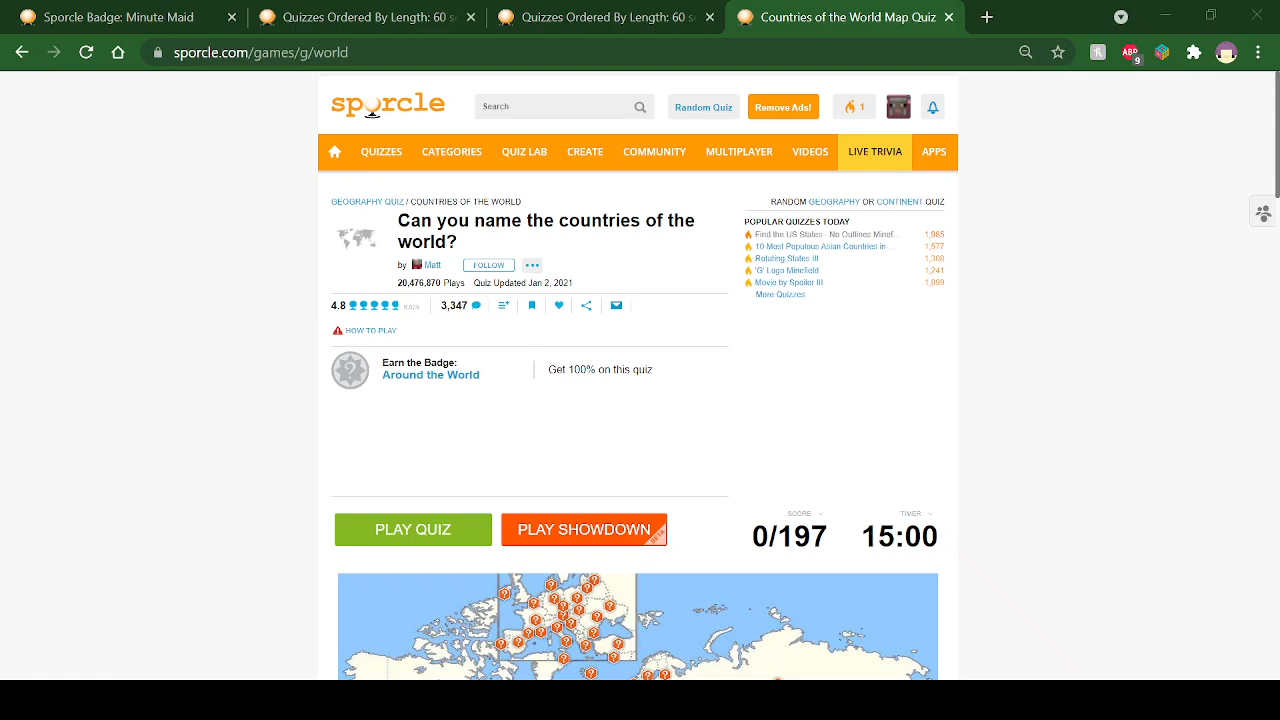 Sporcle Badge: Minute Maid
Quizzes Ordered By Length: 60 s
Quizzes Ordered By Length: 60 s
Countries of the World Map Quiz
sporcle.com/games/g/world
ABP
9
sporcle
Search
Random Quiz
Remove Ads!
1
QUIZZES CATEGORIES QUIZ LAB CREATE COMMUNITY MULTIPLAYER VIDEOS LIVE TRIVIA APPS
GEOGRAPHY QUIZ / COUNTRIES OF THE WORLD
Can you name the countries of the
world?
by Matt FOLLOW
20,476,870 Plays Quiz Updated Jan 2, 2021
4.8
3,347
HOW TO PLAY
Earn the Badge:
Around the World
Get 100% on this quiz
RANDOM GEOGRAPHY OR CONTINENT QUIZ
POPULAR QUIZZES TODAY
Find the US States - No Outlines Minef... 1,985
10 Most Populous Asian Countries in ... 1,577
Rotating States III 1,308
'G' Logo Minefield 1,241
Movie by Spoiler III 1,099
More Quizzes
PLAY QUIZ
PLAY SHOWDOWN
BETA
SCORE
0/197
TIMER
15:00